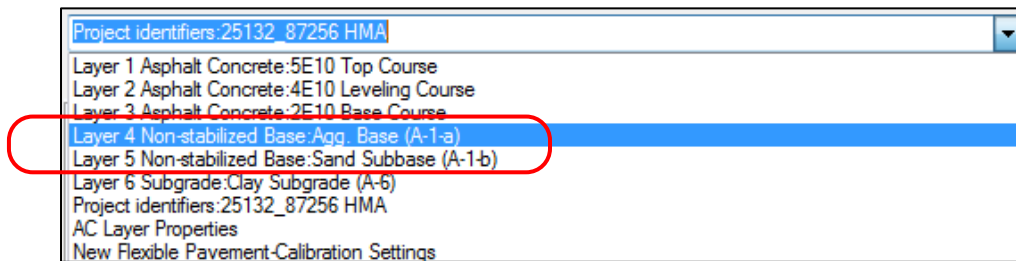 Project identifiers:25132_87256 HMA
Layer 1 Asphalt Concrete:5E10 Top Course
Layer 2 Asphalt Concrete:4E10 Leveling Course
Layer 3 Asphalt Concrete:2E10 Base Course
Layer 4 Non-stabilized Base:Agg. Base (A-1-a)
Layer 5 Non-stabilized Base:Sand Subbase (A-1-b)
Layer 6 Subgrade:Clay Subgrade (A-6)
Project identifiers:25132_87256 HMA
AC Layer Properties
New Flexible Pavement-Calibration Settings